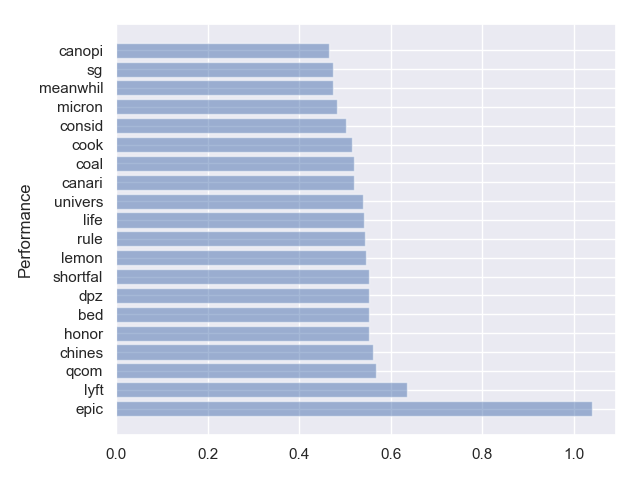 canopi
sg
meanwhil
micron
consid
cook
coal
canari
univers
life
rule
lemon
shortfal
dpz
bed
honor
chines
qcom
lyft
epic
Performance
0.0 0.2 0.4 0.6 0.8 1.0